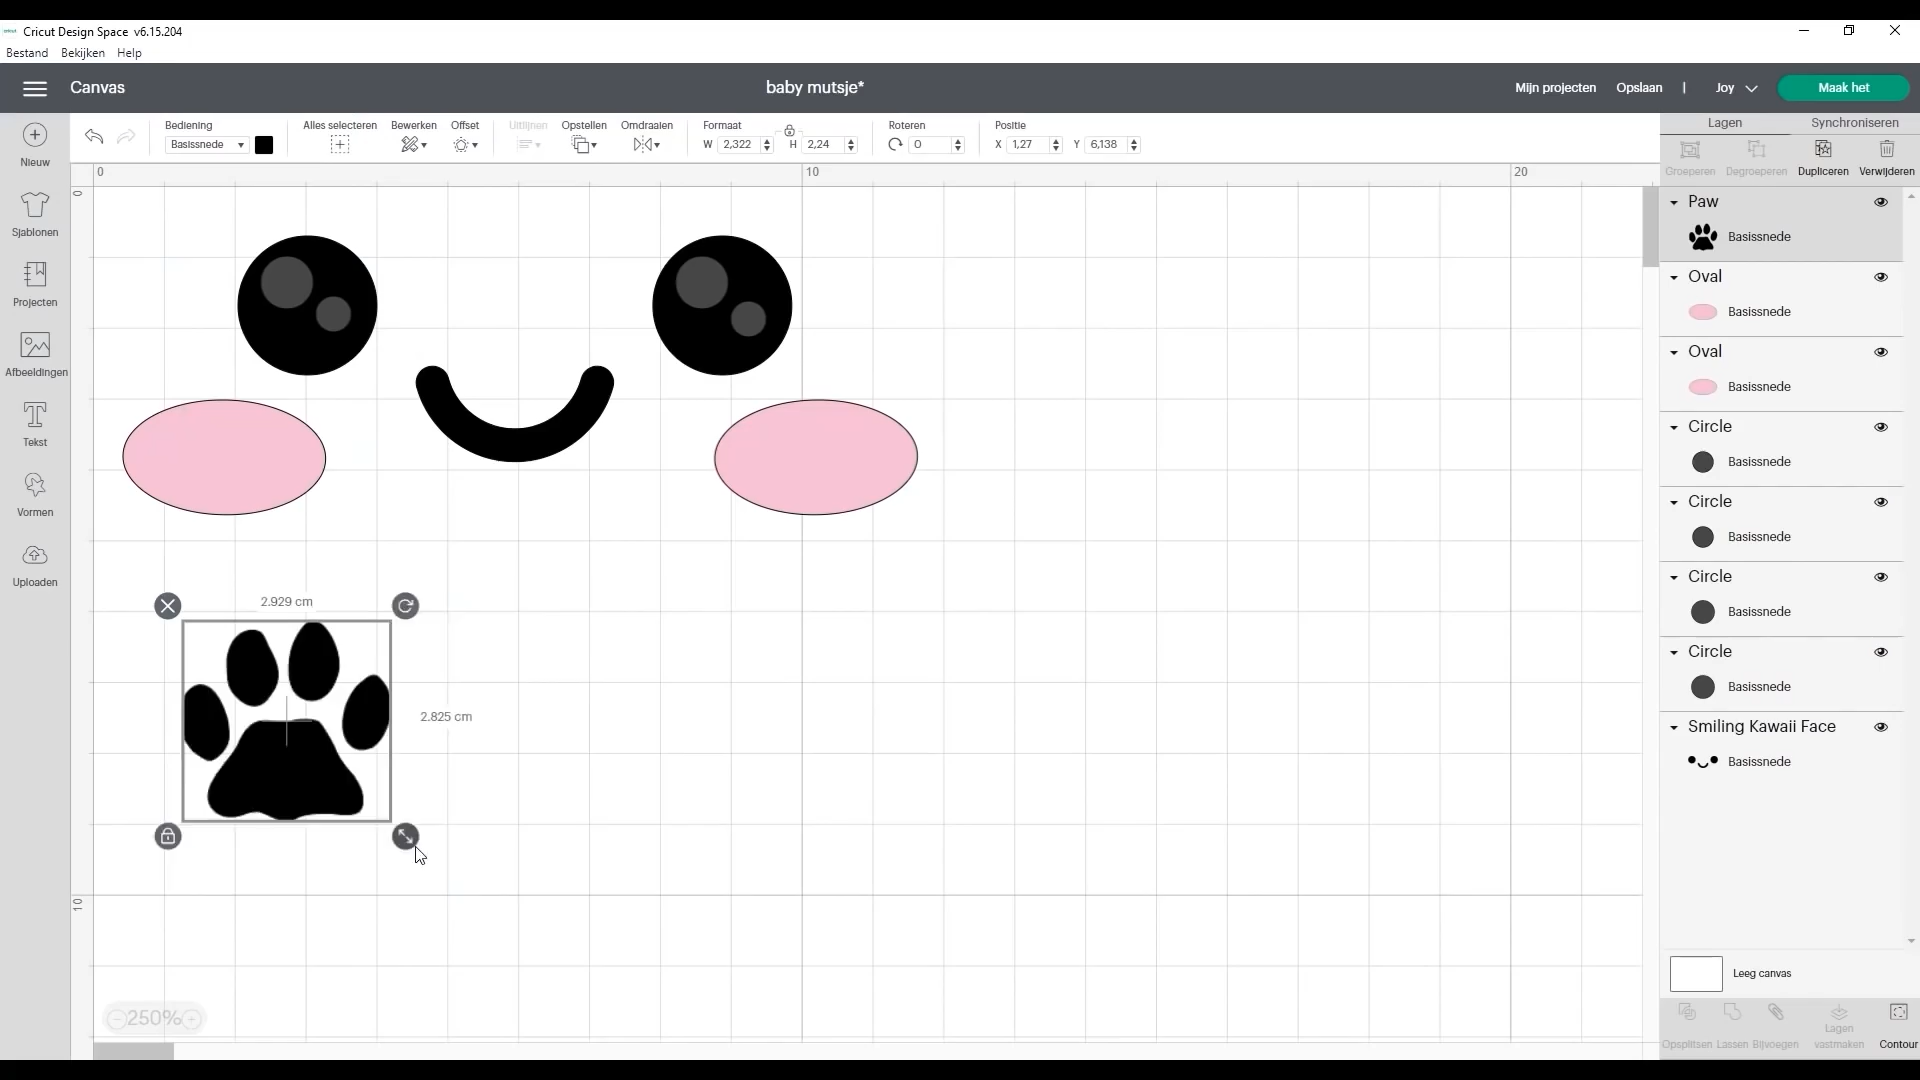 cricut Cricut Design Space v6.15.204
Bestand Bekijken Help
Canvas baby mutsje* Mijn projecten Opslaan | Joy Maak het
Bediening Alles selecteren Bewerken Offset Uitlijnen Opstellen Omdraaien Formaat Roteren Positie
Basissnede W 2,322 H 2,24 0 X 1,27 Y 6,138
Lagen Synchroniseren
Groeperen Degroeperen Dupliceren Verwijderen
Nieuw
Sjablonen
Projecten
Afbeeldingen
Tekst
Vormen
Uploaden
0 10 20
0
10
2.929 cm
2.825 cm
250%
Paw
Basissnede
Oval
Basissnede
Oval
Basissnede
Circle
Basissnede
Circle
Basissnede
Circle
Basissnede
Circle
Basissnede
Smiling Kawaii Face
Basissnede
Leeg canvas
Opsplitsen Lassen Bijvoegen Lagen vastmaken Contour